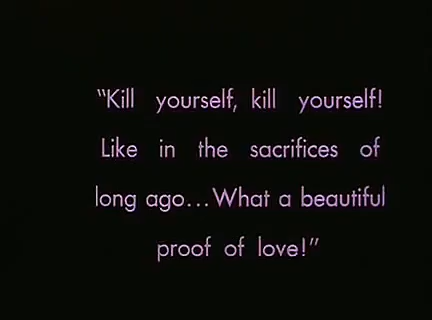 "Kill yourself, kill yourself!
Like in the sacrifices of
long ago...What a beautiful
proof of love!"